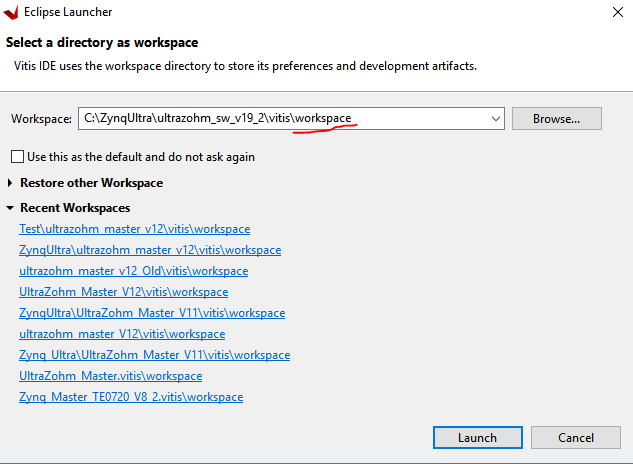 Eclipse Launcher
Select a directory as workspace
Vitis IDE uses the workspace directory to store its preferences and development artifacts.
Workspace: C:\ZynqUltra\ultrazohm_sw_v19_2\vitis\workspace Browse...
Use this as the default and do not ask again
Restore other Workspace
Recent Workspaces
Test\ultrazohm_master_v12\vitis\workspace
ZynqUltra\ultrazohm_master_v12\vitis\workspace
ultrazohm_master_v12_Old\vitis\workspace
UltraZohm_Master_V12\vitis\workspace
ZynqUltra\UltraZohm_Master_V11\vitis\workspace
ultrazohm_master_V12\vitis\workspace
Zynq_Ultra\UltraZohm_Master_V11\vitis\workspace
UltraZohm_Master.vitis\workspace
Zynq_Master_TE0720_V8_2.vitis\workspace
Launch Cancel